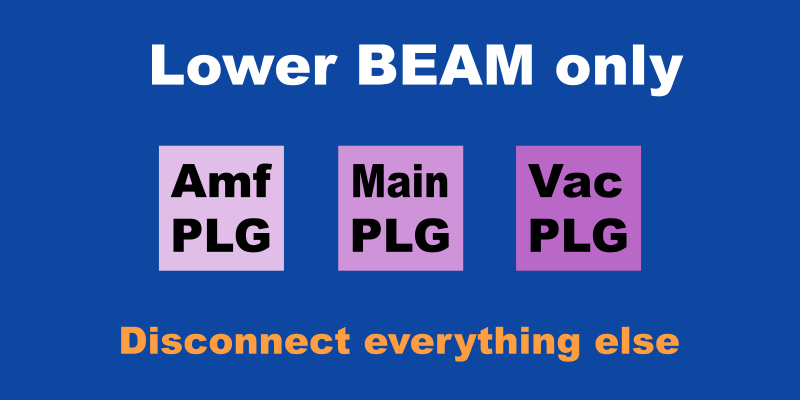 Lower BEAM only
Amf
PLG
Main
PLG
Vac
PLG
Disconnect everything else